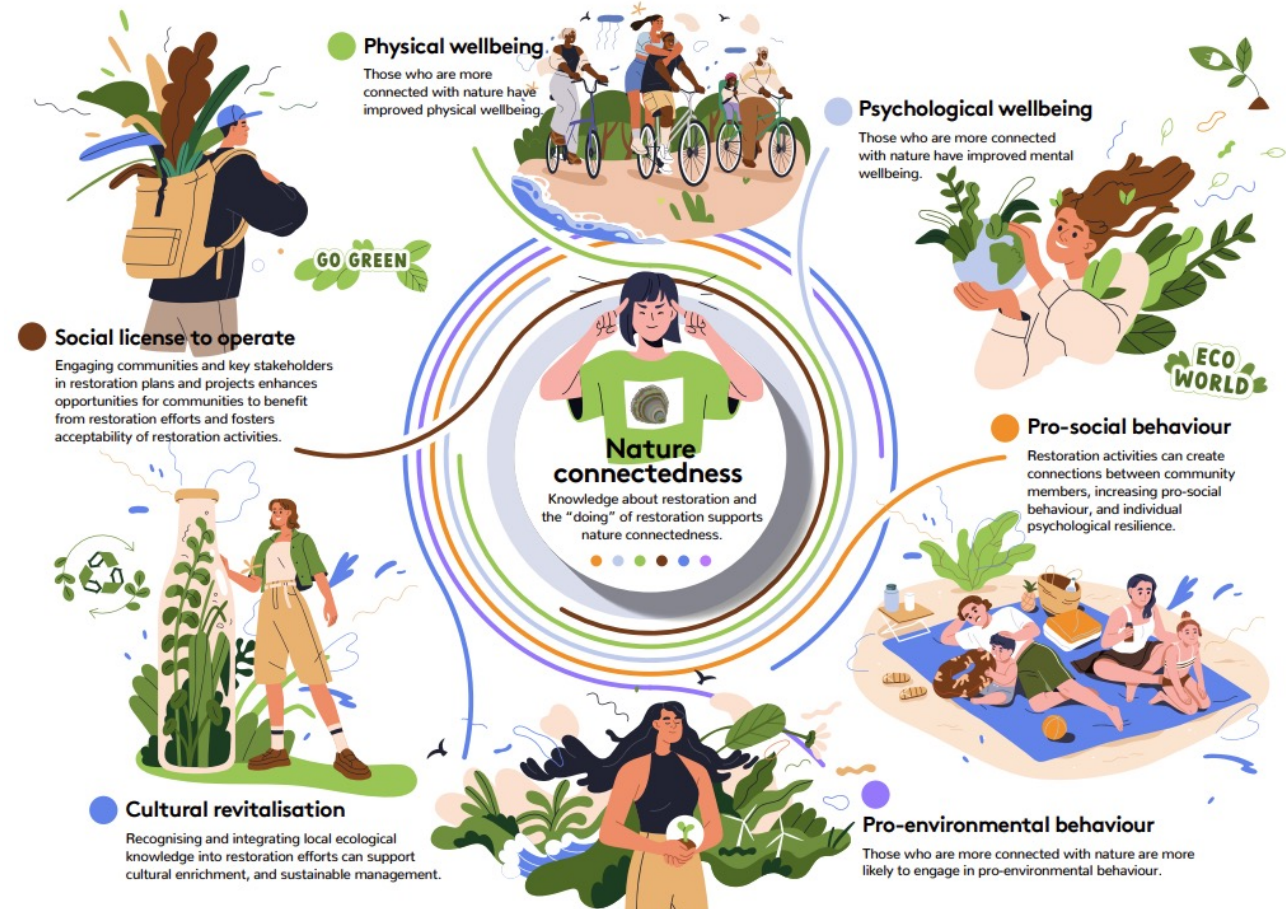 Physical wellbeing
Those who are more
connected with nature have
improved physical wellbeing.
Psychological wellbeing
Those who are more connected
with nature have improved mental
wellbeing.
GO GREEN
Social license to operate
Engaging communities and key stakeholders
in restoration plans and projects enhances
opportunities for communities to benefit
from restoration efforts and fosters
acceptability of restoration activities.
ECO
WORLD
Nature
connectedness
Knowledge about restoration and
the “doing” of restoration supports
nature connectedness.
Pro-social behaviour
Restoration activities can create
connections between community
members, increasing pro-social
behaviour, and individual
psychological resilience.
Cultural revitalisation
Recognising and integrating local ecological
knowledge into restoration efforts can support
cultural enrichment, and sustainable management.
Pro-environmental behaviour
Those who are more connected with nature are more
likely to engage in pro-environmental behaviour.